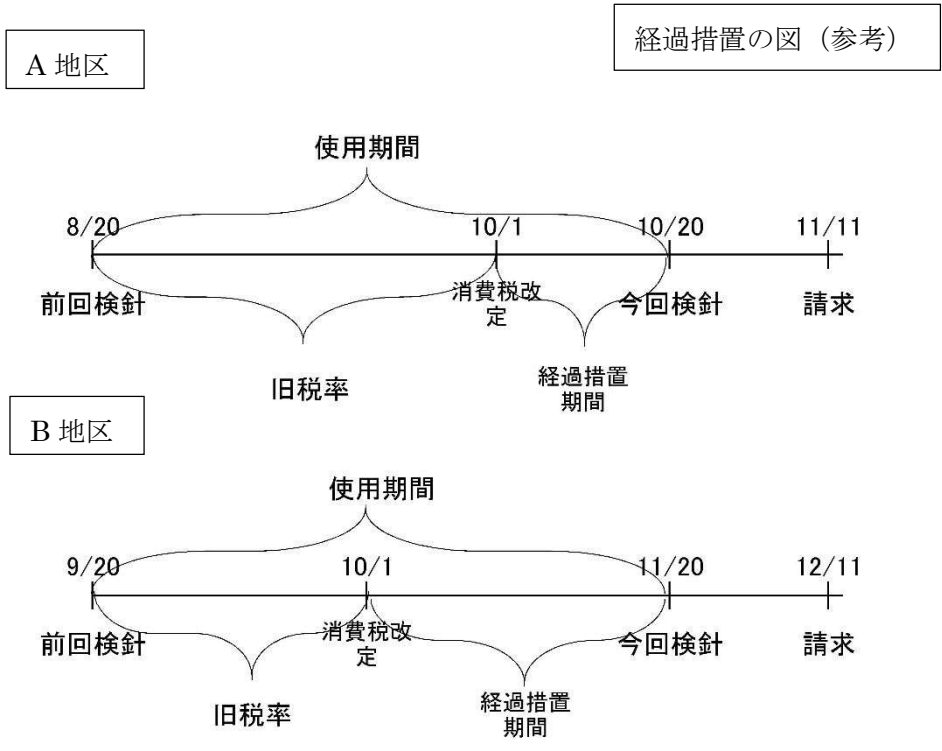 経過措置の図（参考）
A 地区
使用期間
8/20
10/1
10/20
11/11
前回検針
消費税改
定
今回検針
請求
旧税率
経過措置
期間
B 地区
使用期間
9/20
10/1
11/20
12/11
前回検針
消費税改
定
今回検針
請求
旧税率
経過措置
期間